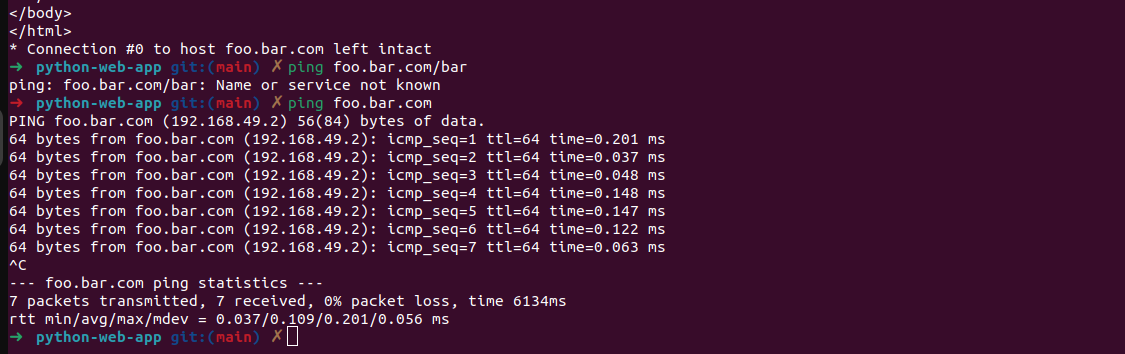 </body>
</html>
* Connection #0 to host foo.bar.com left intact
➜ python-web-app git:(main) ✗ ping foo.bar.com/bar
ping: foo.bar.com/bar: Name or service not known
➜ python-web-app git:(main) ✗ ping foo.bar.com
PING foo.bar.com (192.168.49.2) 56(84) bytes of data.
64 bytes from foo.bar.com (192.168.49.2): icmp_seq=1 ttl=64 time=0.201 ms
64 bytes from foo.bar.com (192.168.49.2): icmp_seq=2 ttl=64 time=0.037 ms
64 bytes from foo.bar.com (192.168.49.2): icmp_seq=3 ttl=64 time=0.048 ms
64 bytes from foo.bar.com (192.168.49.2): icmp_seq=4 ttl=64 time=0.148 ms
64 bytes from foo.bar.com (192.168.49.2): icmp_seq=5 ttl=64 time=0.147 ms
64 bytes from foo.bar.com (192.168.49.2): icmp_seq=6 ttl=64 time=0.122 ms
64 bytes from foo.bar.com (192.168.49.2): icmp_seq=7 ttl=64 time=0.063 ms
^C
--- foo.bar.com ping statistics ---
7 packets transmitted, 7 received, 0% packet loss, time 6134ms
rtt min/avg/max/mdev = 0.037/0.109/0.201/0.056 ms
➜ python-web-app git:(main) ✗